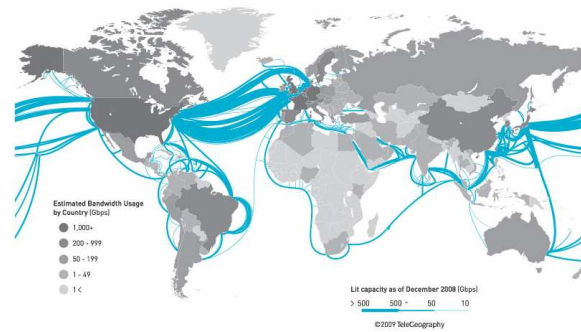 Estimated Bandwidth Usage
by Country (Gbps)
1,000+
200 - 999
50 - 199
1 - 49
1 <
Lit capacity as of December 2008 (Gbps)
> 500 500 - 50 10
©2009 TeleGeography